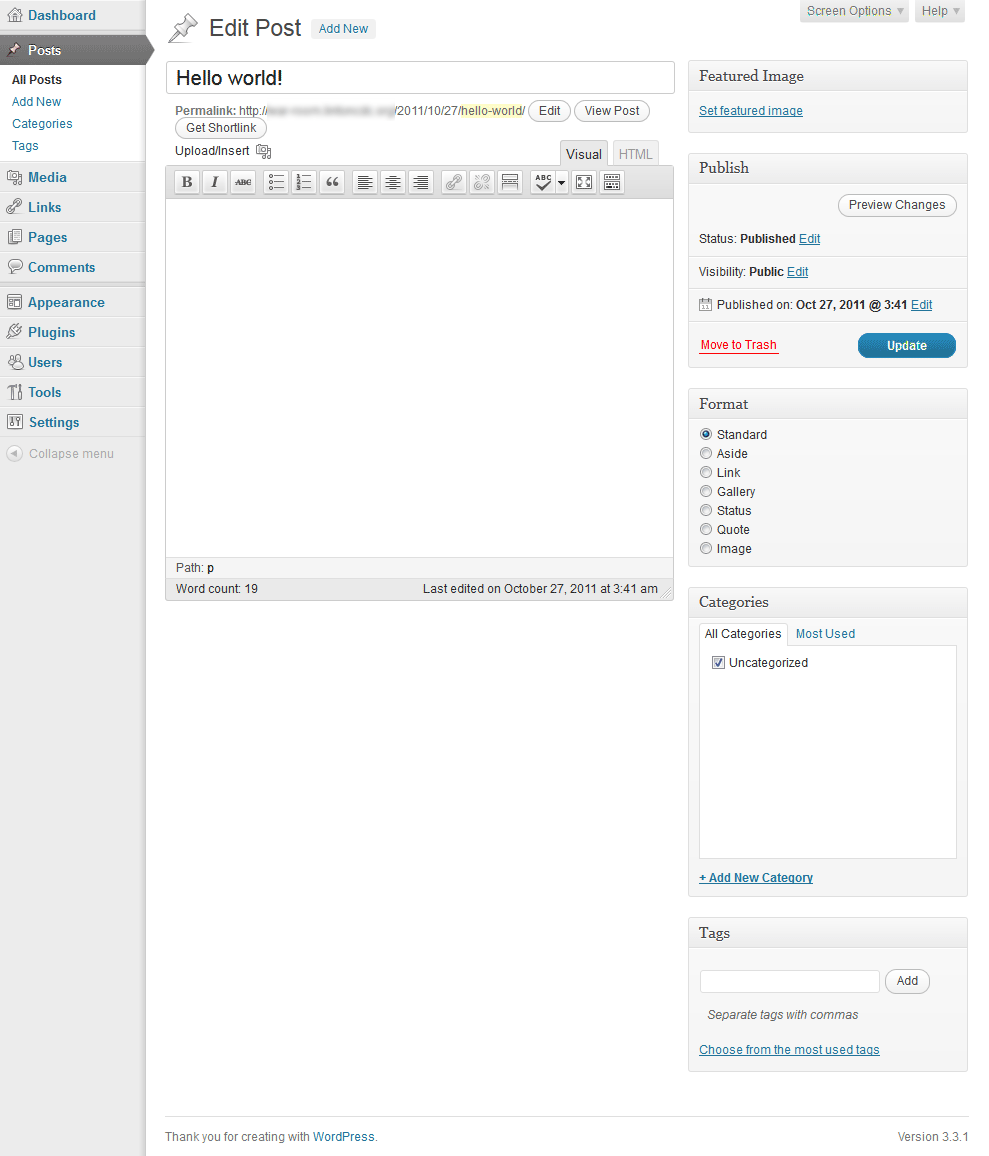 Dashboard
Posts
All Posts
Add New
Categories
Tags
Media
Links
Pages
Comments
Appearance
Plugins
Users
Tools
Settings
Collapse menu
Screen Options
Help
Edit Post Add New
Hello world!
Permalink: http:// /2011/10/27/hello-world/ Edit View Post
Get Shortlink
Upload/Insert
Visual HTML
B I ABC ABC
Path: p
Word count: 19 Last edited on October 27, 2011 at 3:41 am
Featured Image
Set featured image
Publish
Preview Changes
Status: Published Edit
Visibility: Public Edit
Published on: Oct 27, 2011 @ 3:41 Edit
Move to Trash Update
Format
Standard
Aside
Link
Gallery
Status
Quote
Image
Categories
All Categories Most Used
Uncategorized
+ Add New Category
Tags
Add
Separate tags with commas
Choose from the most used tags
Thank you for creating with WordPress. Version 3.3.1